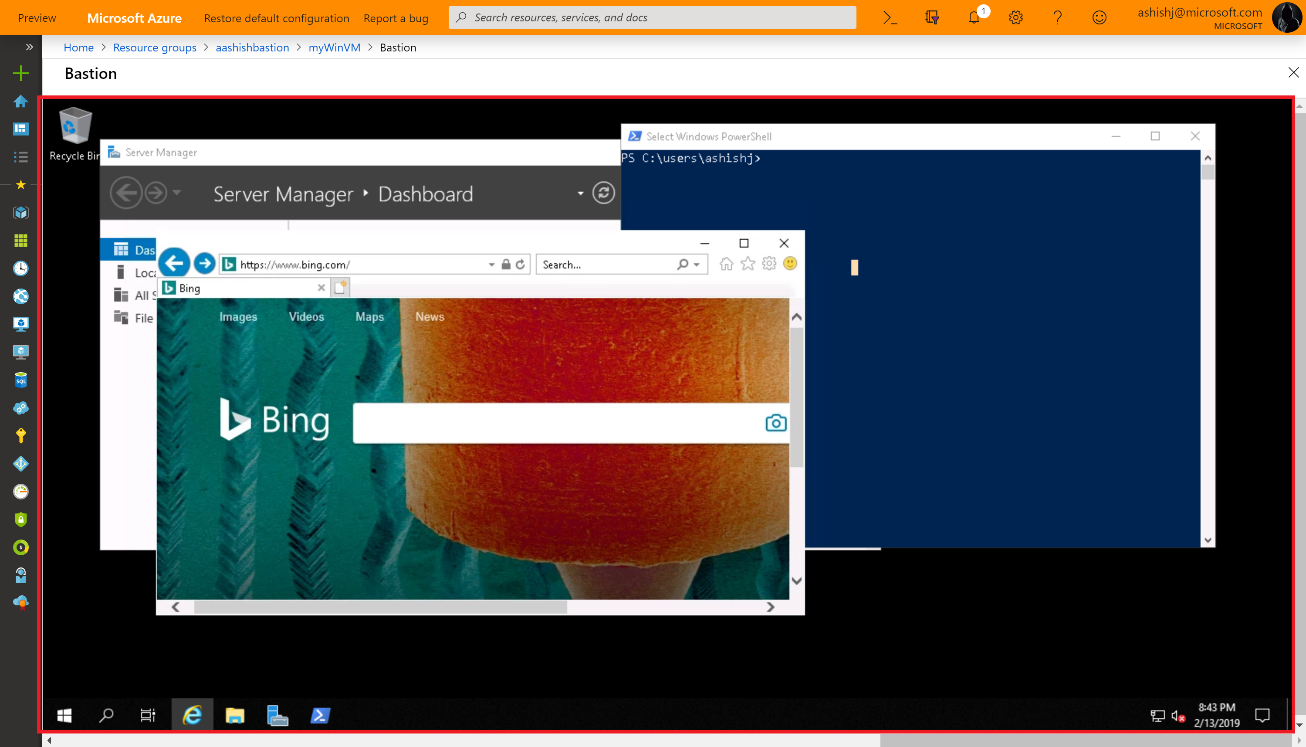 Preview Microsoft Azure Restore default configuration Report a bug Search resources, services, and docs 1 ashishj@microsoft.com
MICROSOFT
Home > Resource groups > aashishbastion > myWinVM > Bastion
Bastion
Recycle Bin
Server Manager
Select Windows PowerShell
PS C:\users\ashishj>
Server Manager Dashboard
Das
Loca
All S
File
https://www.bing.com/ Search...
Bing
Images Videos Maps News
Bing
8:43 PM
2/13/2019